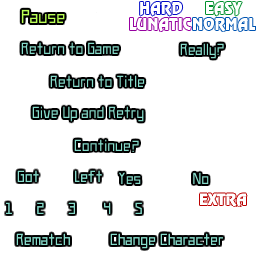 Pause HARD EASY
LUNATIC NORMAL
Return to Game Really?
Return to Title
Give Up and Retry
Continue?
Got Left Yes No
1 2 3 4 5 EXTRA
Rematch Change Character